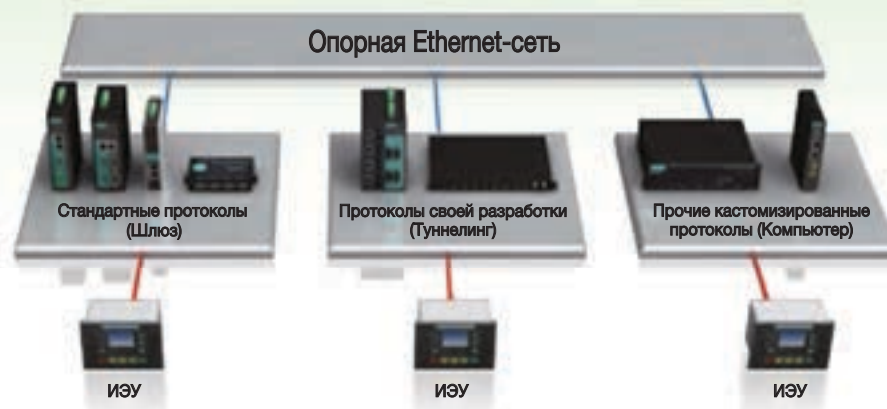 Опорная Ethernet-сеть
Стандартные протоколы
(Шлюз)
Протоколы своей разработки
(Туннелинг)
Прочие кастомизированные
протоколы (Компьютер)
ИЭУ
ИЭУ
ИЭУ